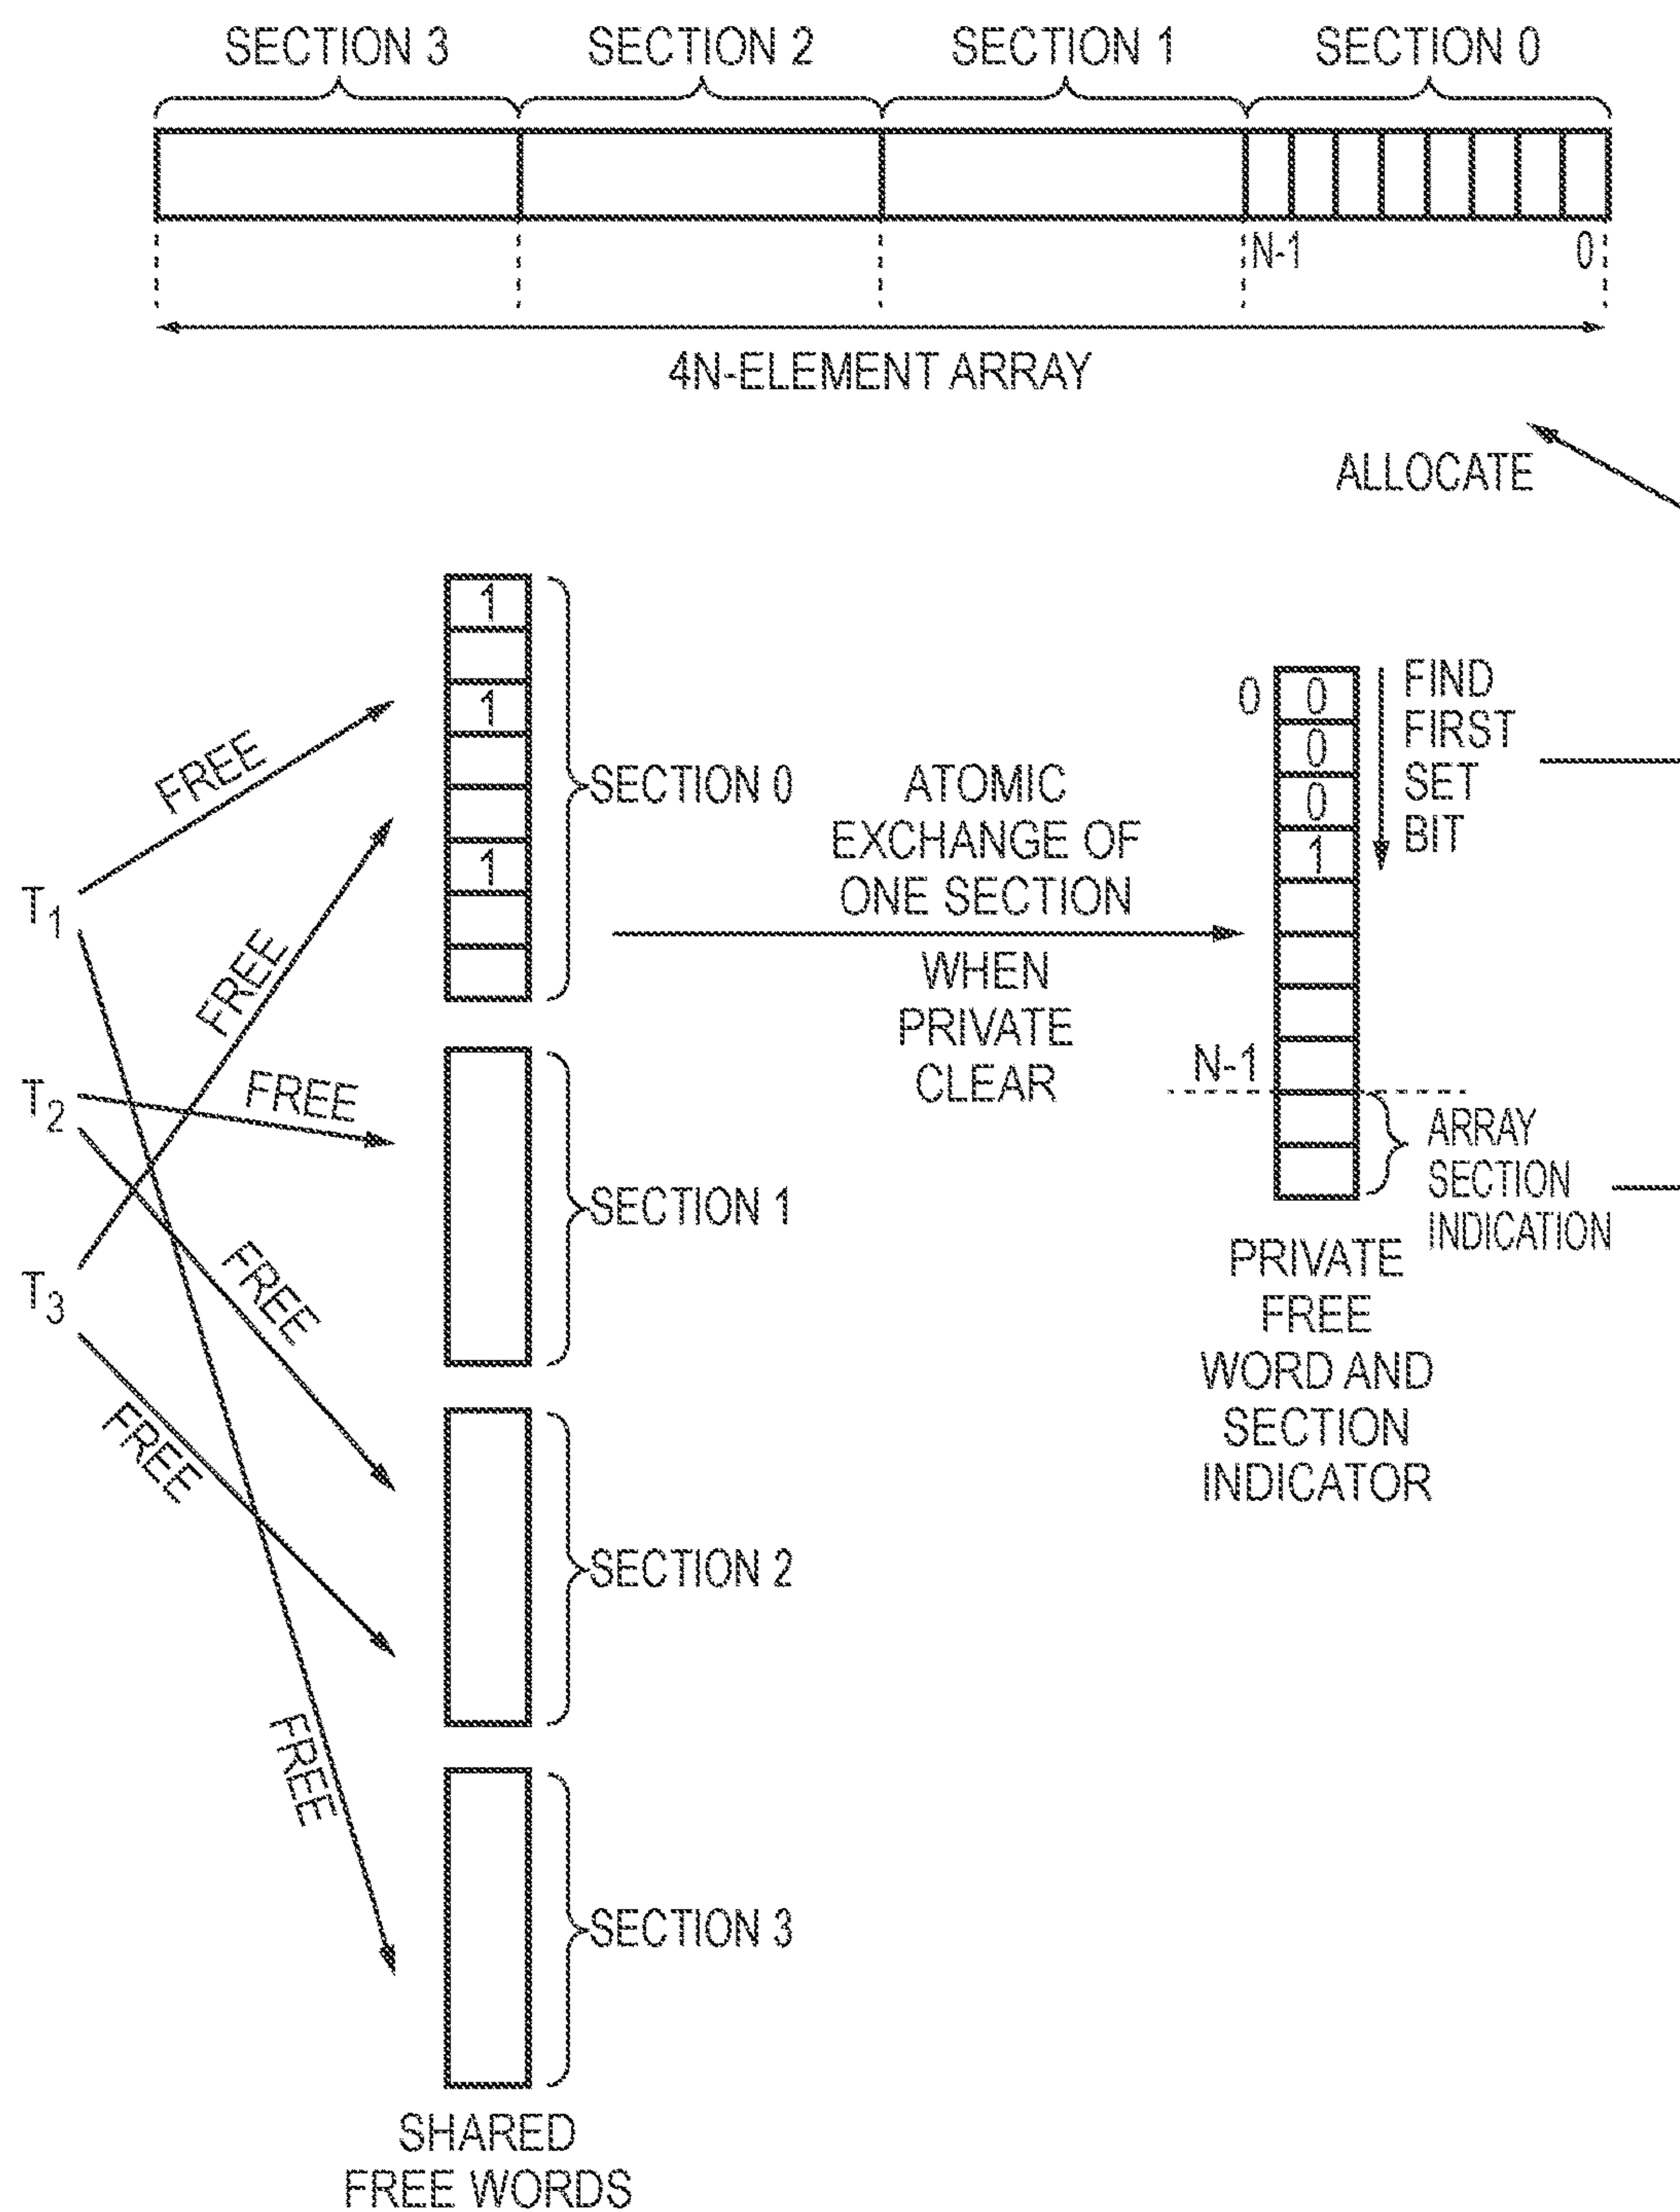 SECTION 3 SECTION 2 SECTION 1 SECTION 0
N-1 0
4N-ELEMENT ARRAY
ALLOCATE
T1
T2
T3
FREE
FREE
FREE
FREE
FREE
FREE
1
1
1
SECTION 0
SECTION 1
SECTION 2
SECTION 3
SHARED
FREE WORDS
ATOMIC
EXCHANGE OF
ONE SECTION
WHEN
PRIVATE
CLEAR
0 0
0
0
1
N-1
FIND
FIRST
SET
BIT
ARRAY
SECTION
INDICATION
PRIVATE
FREE
WORD AND
SECTION
INDICATOR